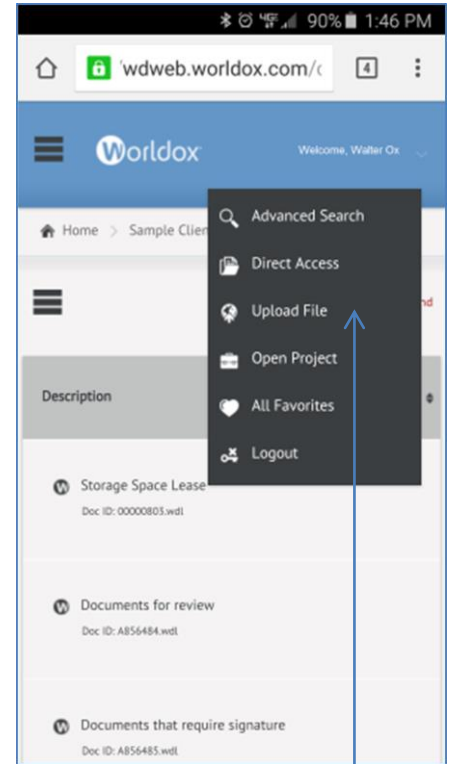 90% 1:46 PM
wdweb.worldox.com/
4
Worldox
Welcome, Walter Ox
Home > Sample Clien
Advanced Search
Direct Access
Upload File
nd
Open Project
Description
All Favorites
Logout
Storage Space Lease
Doc ID: 00000803.wdl
Documents for review
Doc ID: A856484.wdl
Documents that require signature
Doc ID: A856485.wdl